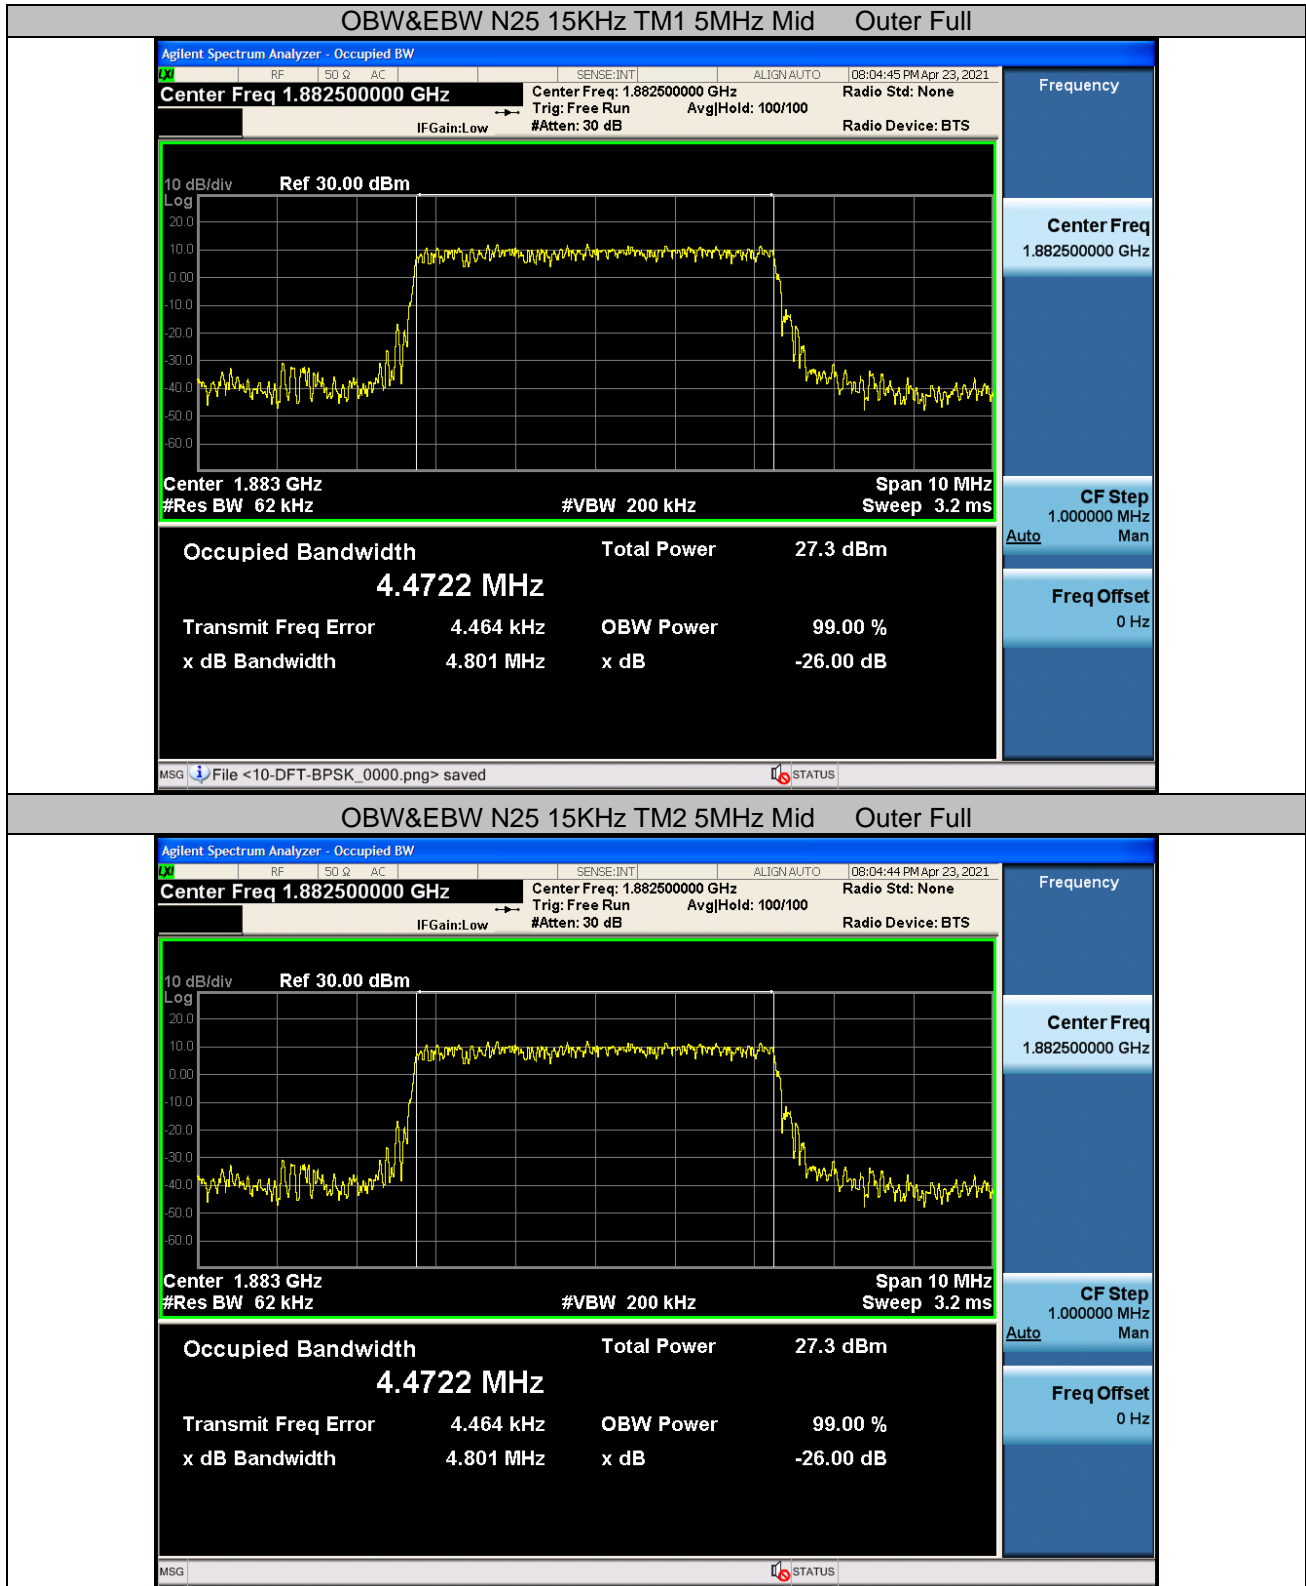 OBW&EBW N25 15KHz TM1 5MHz Mid Outer Full
Agilent Spectrum Analyzer - Occupied BW
LXI RF 50 Ω AC SENSE:INT ALIGN AUTO 08:04:45 PM Apr 23, 2021
Center Freq 1.882500000 GHz
Center Freq: 1.882500000 GHz
Radio Std: None
Trig: Free Run Avg|Hold: 100/100
IFGain:Low #Atten: 30 dB Radio Device: BTS
Frequency
10 dB/div Ref 30.00 dBm
Log
20.0
10.0
0.00
-10.0
-20.0
-30.0
-40.0
-50.0
-60.0
Center 1.883 GHz Span 10 MHz
#Res BW 62 kHz #VBW 200 kHz Sweep 3.2 ms
Center Freq
1.882500000 GHz
CF Step
1.000000 MHz
Auto Man
Freq Offset
0 Hz
Occupied Bandwidth Total Power 27.3 dBm
4.4722 MHz
Transmit Freq Error 4.464 kHz OBW Power 99.00 %
x dB Bandwidth 4.801 MHz x dB -26.00 dB
MSG File <10-DFT-BPSK_0000.png> saved STATUS
OBW&EBW N25 15KHz TM2 5MHz Mid Outer Full
Agilent Spectrum Analyzer - Occupied BW
LXI RF 50 Ω AC SENSE:INT ALIGN AUTO 08:04:44 PM Apr 23, 2021
Center Freq 1.882500000 GHz
Center Freq: 1.882500000 GHz
Radio Std: None
Trig: Free Run Avg|Hold: 100/100
IFGain:Low #Atten: 30 dB Radio Device: BTS
Frequency
10 dB/div Ref 30.00 dBm
Log
20.0
10.0
0.00
-10.0
-20.0
-30.0
-40.0
-50.0
-60.0
Center 1.883 GHz Span 10 MHz
#Res BW 62 kHz #VBW 200 kHz Sweep 3.2 ms
Center Freq
1.882500000 GHz
CF Step
1.000000 MHz
Auto Man
Freq Offset
0 Hz
Occupied Bandwidth Total Power 27.3 dBm
4.4722 MHz
Transmit Freq Error 4.464 kHz OBW Power 99.00 %
x dB Bandwidth 4.801 MHz x dB -26.00 dB
MSG STATUS